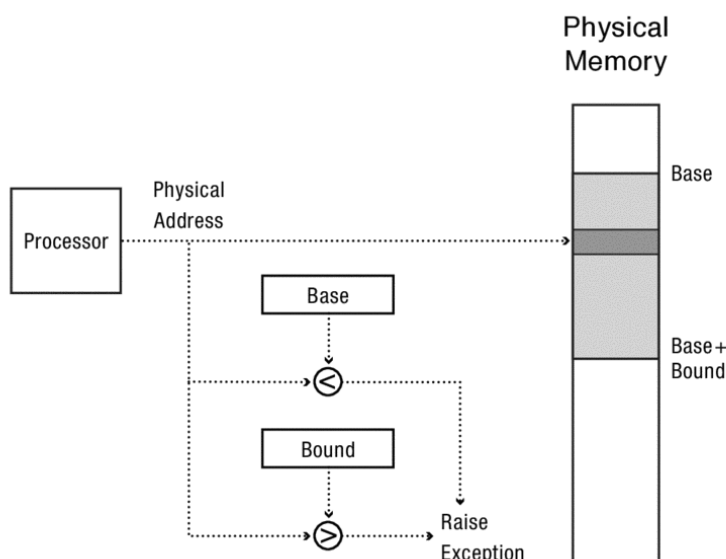 Physical
Memory
Base
Physical
Address
Processor
Base
<
Base+
Bound
Bound
>
Raise
Exception